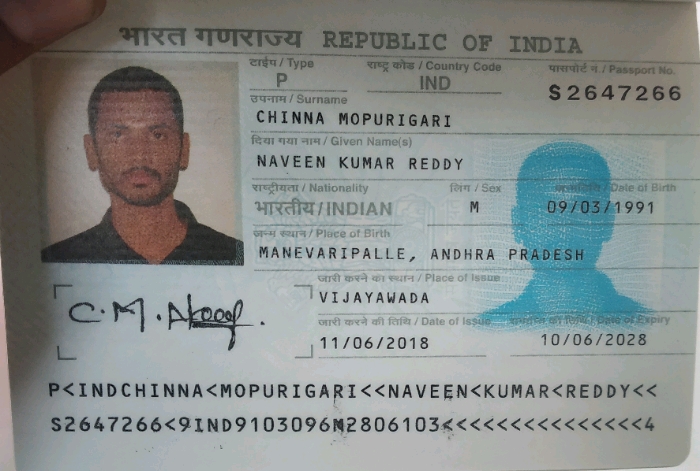 भारत गणराज्य REPUBLIC OF INDIA
टाईप / Type राष्ट्र कोड / Country Code पासपोर्ट नं. / Passport No.
P IND S2647266
उपनाम / Surname
CHINNA MOPURIGARI
दिया गया नाम / Given Name(s)
NAVEEN KUMAR REDDY
राष्ट्रीयता / Nationality लिंग / Sex जन्मतिथि / Date of Birth
भारतीय/INDIAN M 09/03/1991
जन्म स्थान / Place of Birth
MANEVARIPALLE, ANDHRA PRADESH
जारी करने का स्थान / Place of Issue
VIJAYAWADA
जारी करने की तिथि / Date of Issue समाप्ति की तिथि / Date of Expiry
11/06/2018 10/06/2028
C.M.
P<INDCHINNA<MOPURIGARI<<NAVEEN<KUMAR<REDDY<<
S2647266<9IND9103096M2806103<<<<<<<<<<<<<<<4